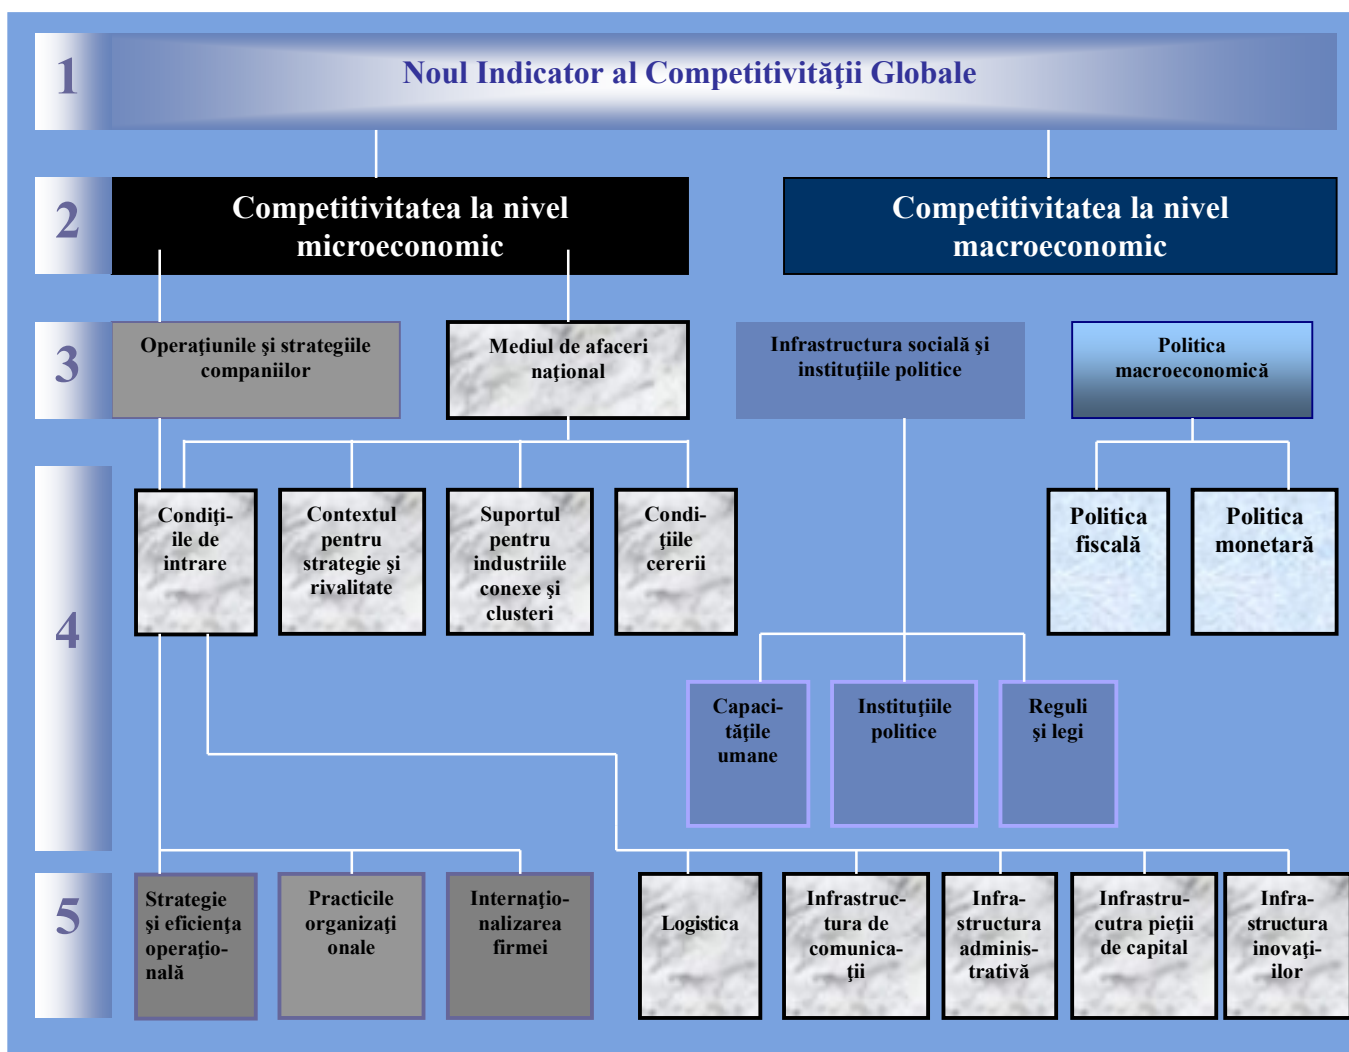 1
Noul Indicator al Competitivităţii Globale
2
Competitivitatea la nivel
microeconomic
Competitivitatea la nivel
macroeconomic
3
Operaţiunile şi strategiile
companiilor
Mediul de afaceri
naţional
Infrastructura socială şi
instituţiile politice
Politica
macroeconomică
4
Condiţi-
ile de
intrare
Contextul
pentru
strategie şi
rivalitate
Suportul
pentru
industriile
conexe şi
clusteri
Condi-
ţiile
cererii
Politica
fiscală
Politica
monetară
Capaci-
tăţile
umane
Instituţiile
politice
Reguli
şi legi
5
Strategie
şi eficienţa
operaţio-
nală
Practicile
organizaţi
onale
Internaţio-
nalizarea
firmei
Logistica
Infrastruc-
tura de
comunica-
ţii
Infra-
structura
adminis-
trativă
Infrastru-
cutra pieţii
de capital
Infra-
structura
inovaţi-
ilor